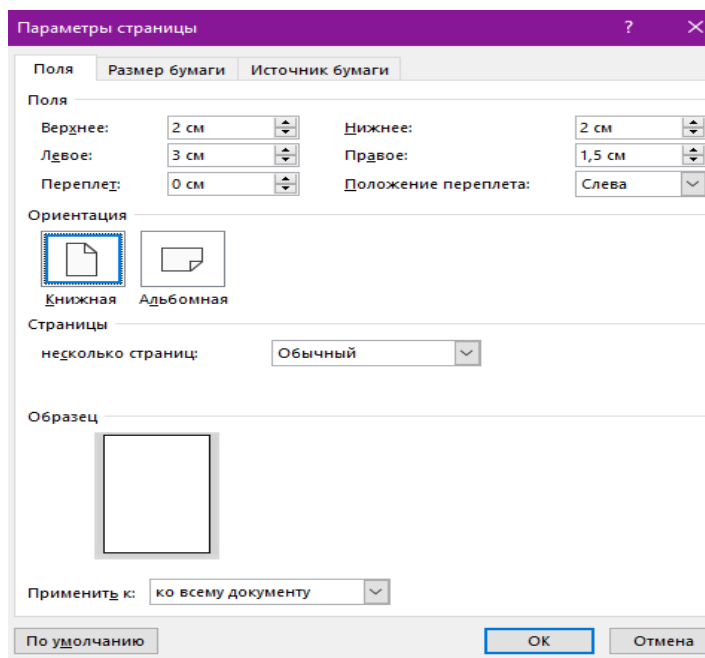 Параметры страницы ?
Поля Размер бумаги Источник бумаги
Поля
Верхнее: 2 см Нижнее: 2 см
Левое: 3 см Правое: 1,5 см
Переплет: 0 см Положение переплета: Слева
Ориентация
Книжная Альбомная
Страницы
несколько страниц: Обычный
Образец
Применить к: ко всему документу
По умолчанию ОК Отмена